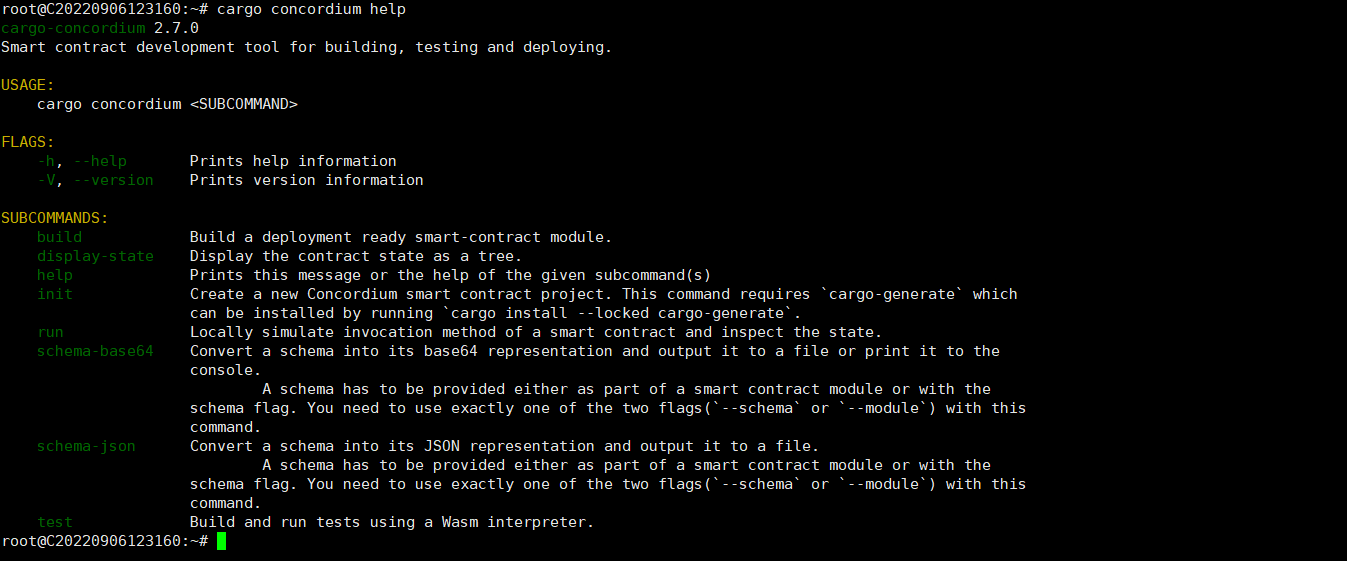 root@C20220906123160:~# cargo concordium help
cargo-concordium 2.7.0
Smart contract development tool for building, testing and deploying.
USAGE:
cargo concordium <SUBCOMMAND>
FLAGS:
-h, --help Prints help information
-V, --version Prints version information
SUBCOMMANDS:
build Build a deployment ready smart-contract module.
display-state Display the contract state as a tree.
help Prints this message or the help of the given subcommand(s)
init Create a new Concordium smart contract project. This command requires `cargo-generate` which
can be installed by running `cargo install --locked cargo-generate`.
run Locally simulate invocation method of a smart contract and inspect the state.
schema-base64 Convert a schema into its base64 representation and output it to a file or print it to the
console.
A schema has to be provided either as part of a smart contract module or with the
schema flag. You need to use exactly one of the two flags(`--schema` or `--module`) with this
command.
schema-json Convert a schema into its JSON representation and output it to a file.
A schema has to be provided either as part of a smart contract module or with the
schema flag. You need to use exactly one of the two flags(`--schema` or `--module`) with this
command.
test Build and run tests using a Wasm interpreter.
root@C20220906123160:~#